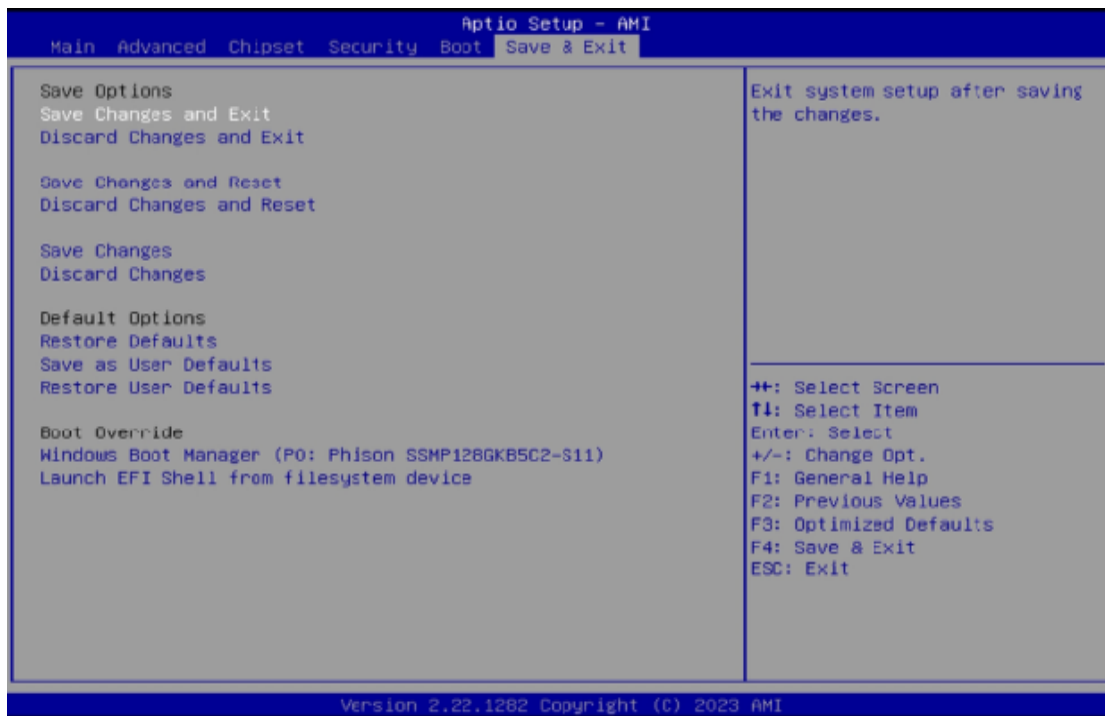 Aptio Setup - AMI
Main Advanced Chipset Security Boot Save & Exit
Save Options
Save Changes and Exit
Discard Changes and Exit
Save Changes and Reset
Discard Changes and Reset
Save Changes
Discard Changes
Default Options
Restore Defaults
Save as User Defaults
Restore User Defaults
Boot Override
Windows Boot Manager (P0: Phison SSMP128GKB5C2-S11)
Launch EFI Shell from filesystem device
Exit system setup after saving
the changes.
→←: Select Screen
↑↓: Select Item
Enter: Select
+/-: Change Opt.
F1: General Help
F2: Previous Values
F3: Optimized Defaults
F4: Save & Exit
ESC: Exit
Version 2.22.1282 Copyright (C) 2023 AMI